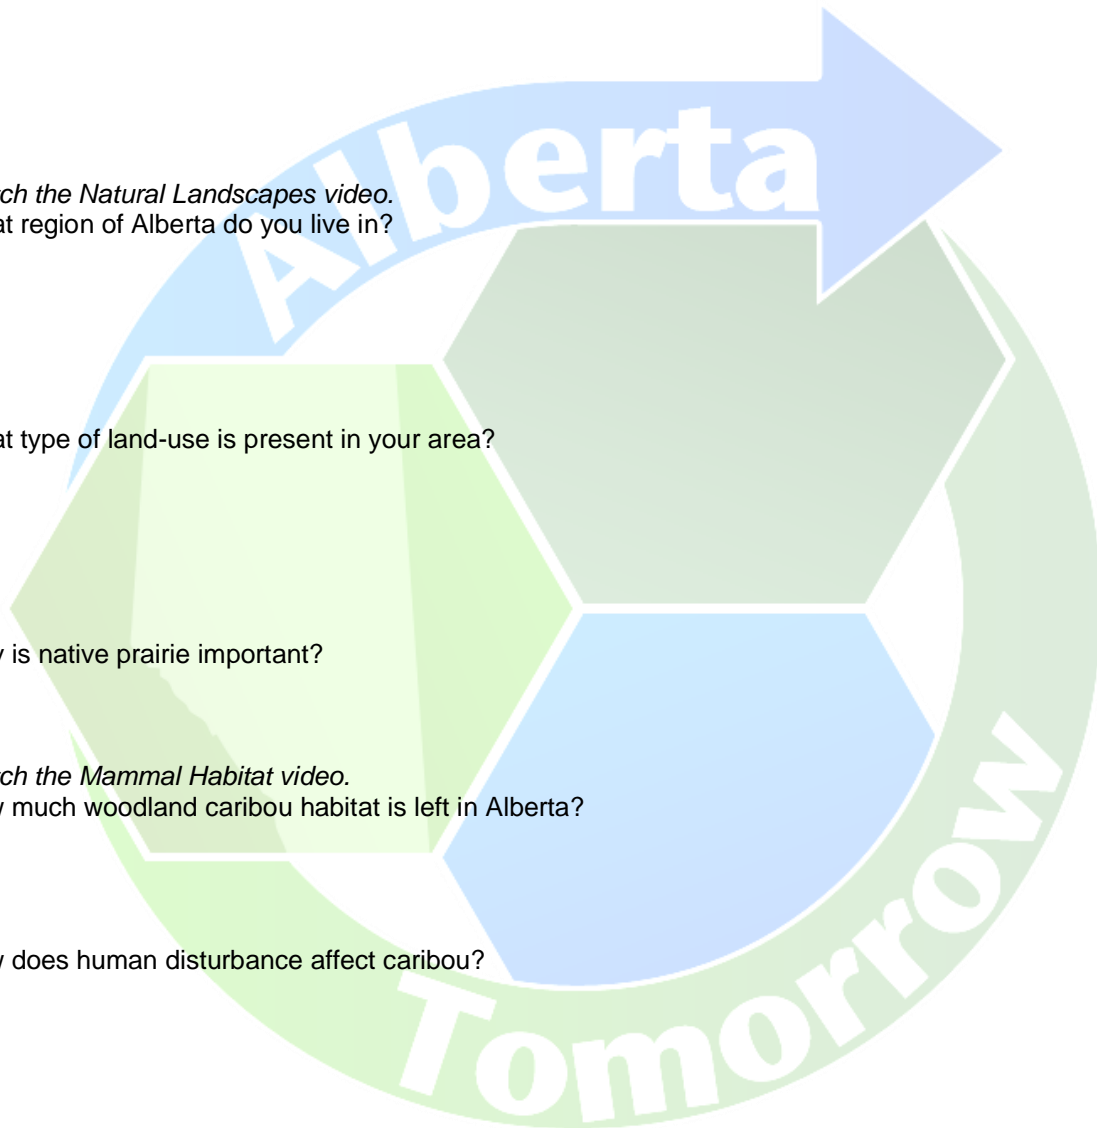 Alberta
ch the Natural Landscapes video.
at region of Alberta do you live in?
at type of land-use is present in your area?
y is native prairie important?
ch the Mammal Habitat video.
w much woodland caribou habitat is left in Alberta?
w does human disturbance affect caribou?
Tomorrow